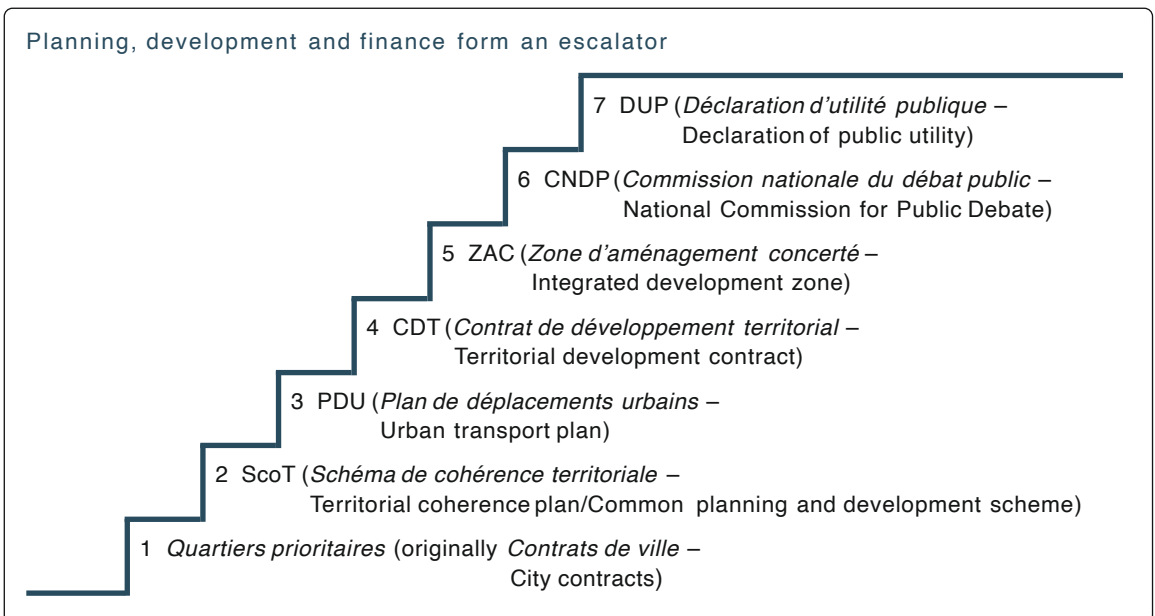 Planning, development and finance form an escalator
7 DUP (Déclaration d'utilité publique –
Declaration of public utility)
6 CNDP (Commission nationale du débat public –
National Commission for Public Debate)
5 ZAC (Zone d'aménagement concerté –
Integrated development zone)
4 CDT (Contrat de développement territorial –
Territorial development contract)
3 PDU (Plan de déplacements urbains –
Urban transport plan)
2 ScoT (Schéma de cohérence territoriale –
Territorial coherence plan/Common planning and development scheme)
1 Quartiers prioritaires (originally Contrats de ville –
City contracts)